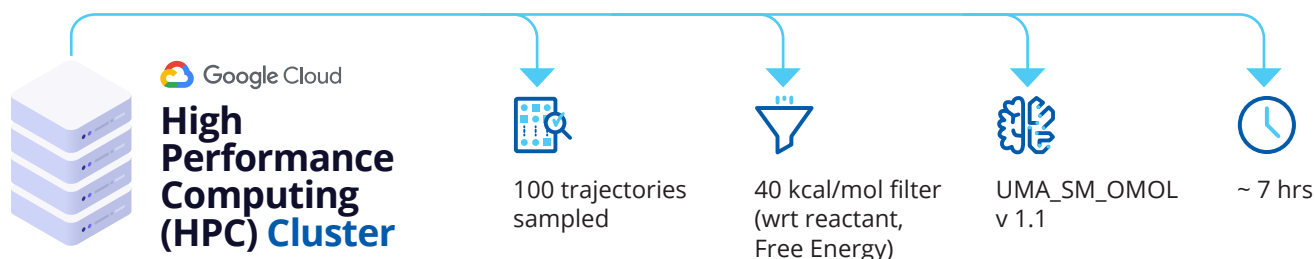 Google Cloud
High
Performance
Computing
(HPC) Cluster
100 trajectories
sampled
40 kcal/mol filter
(wrt reactant,
Free Energy)
UMA_SM_OMOL
v 1.1
~ 7 hrs